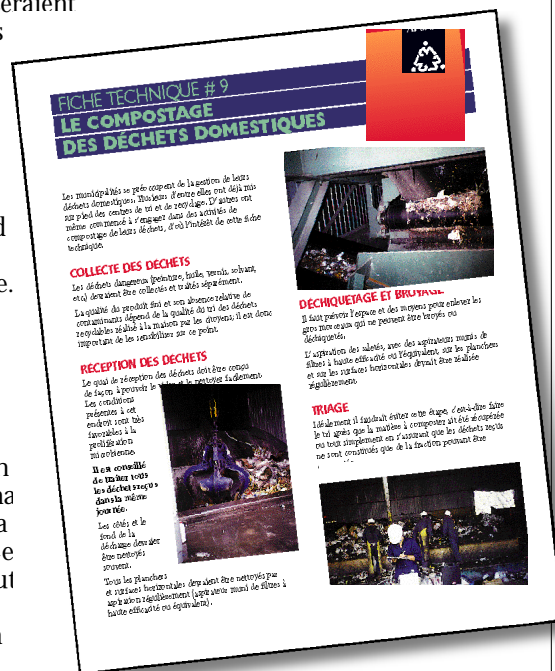 FICHE TECHNIQUE # 9
LE COMPOSTAGE
DES DÉCHETS DOMESTIQUES
Les municipalités se préoccupent de la gestion de leurs
déchets domestiques. Plusieurs d'entre elles ont déjà mis
sur pied des centres de tri et de recyclage. D'autres ont
même commencé à s'engager dans des activités de
compostage de leurs déchets, d'où l'intérêt de cette fiche
technique.
COLLECTE DES DÉCHETS
Les déchets dangereux (peinture, huile, vernis, solvant,
etc.) devraient être collectés et traités séparément.
La qualité du produit fini et son absence relative de
contaminants dépend de la qualité du tri des déchets
recyclables réalisé à la maison par les citoyens; il est donc
important de les sensibiliser sur ce point.
RÉCEPTION DES DÉCHETS
Le quai de réception des déchets doit être conçu
de façon à pouvoir le et le nettoyer facilement.
Les conditions
présentes à cet
endroit sont très
favorables à la
prolifération
microbienne.
Il est conseillé
de traiter tous
les déchets reçus
dans la même
journée.
Les côtés et le
fond de la
décharge
être nettoyés
souvent.
Tous les planchers
et surfaces horizontales devraient être nettoyés par
aspiration régulièrement (aspirateur muni de filtres à
haute efficacité ou équivalent).
DÉCHIQUETAGE ET BROYAGE
Il faut prévoir l'espace et des moyens pour enlever les
gros morceaux qui ne peuvent être broyés ou
déchiquetés.
L'aspiration des saletés, avec des aspirateurs munis de
filtres à haute efficacité ou l'équivalent, sur les planchers
et sur les surfaces horizontales devrait être réalisée
régulièrement.
TRIAGE
Idéalement il faudrait éviter cette étape, c'est-à-dire faire
le tri après que la matière à composter ait été récupérée
ou tout simplement en s'assurant que les déchets reçus
ne sont constitués que de la fraction pouvant être